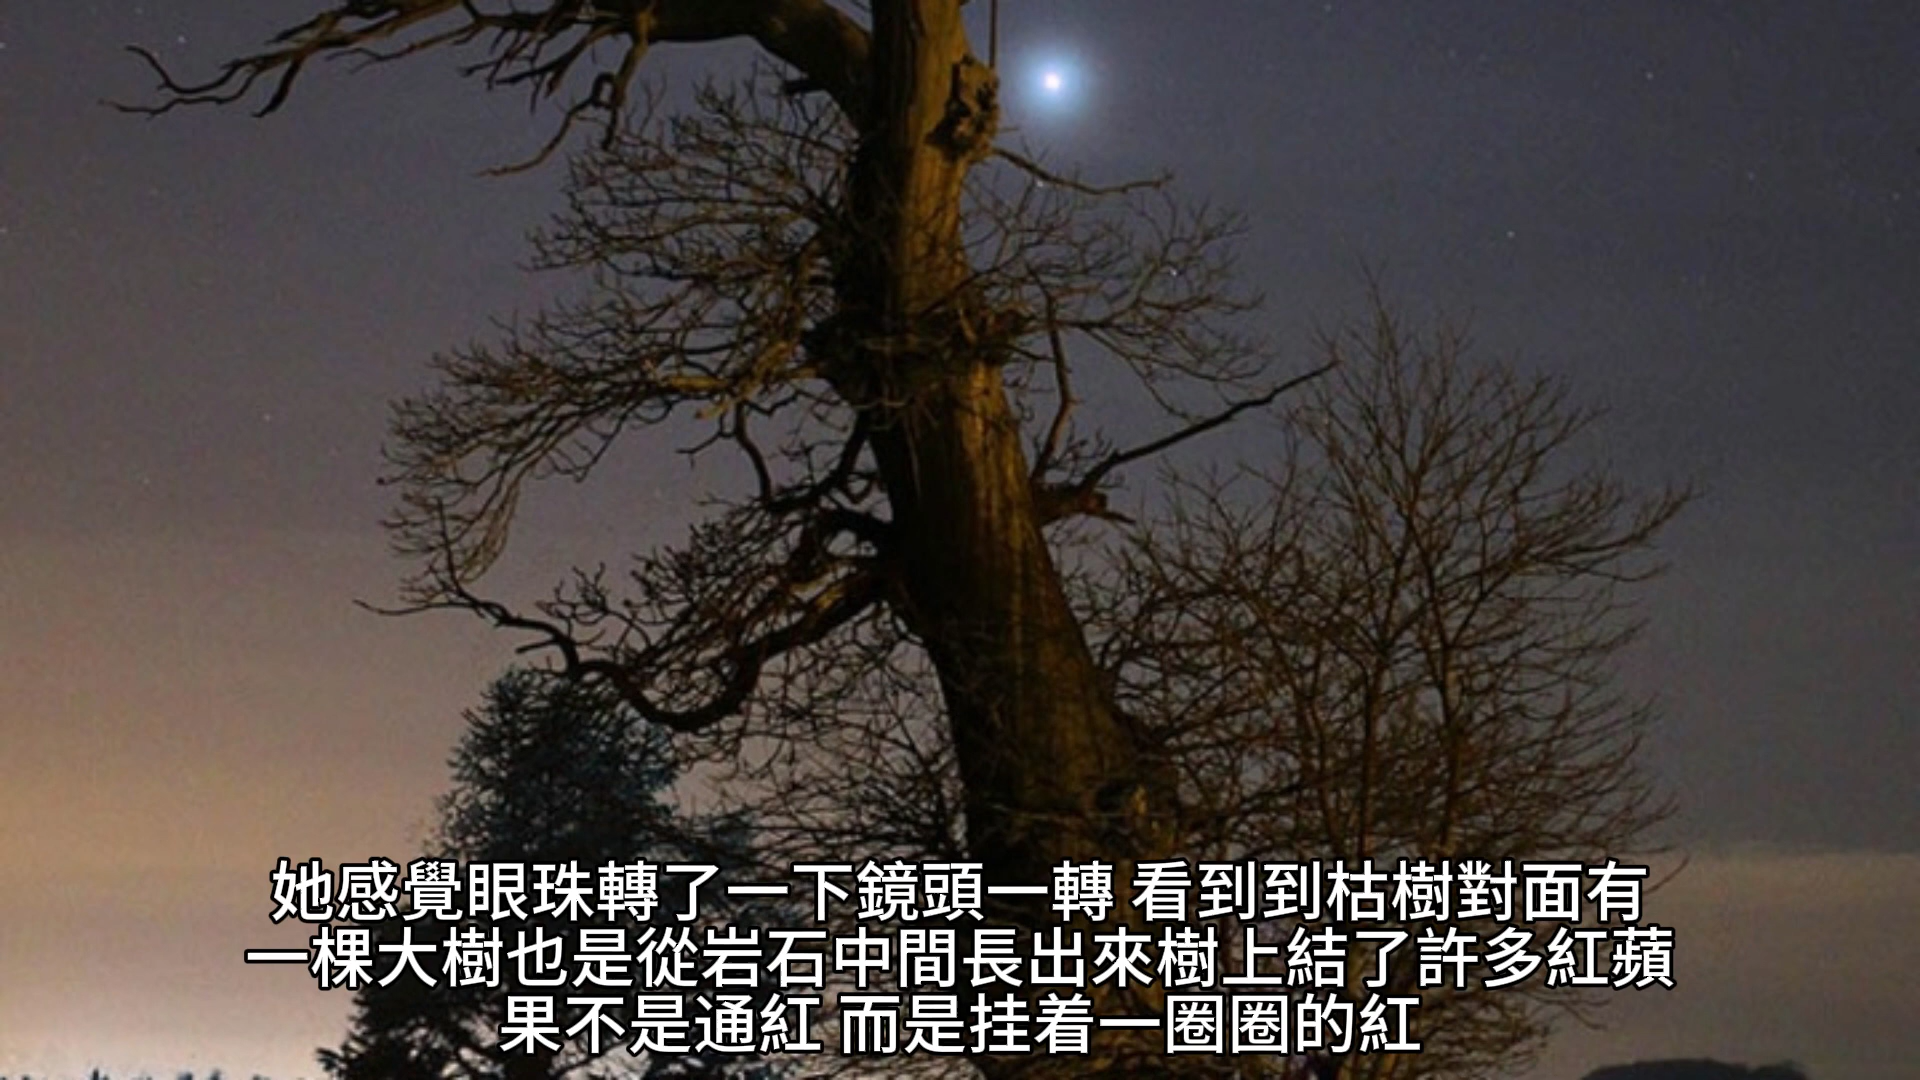 她感覺眼珠轉了一下鏡頭一轉 看到到枯樹對面有
一棵大樹也是從岩石中間長出來樹上結了許多紅蘋
果不是通紅 而是挂着一圈圈的紅